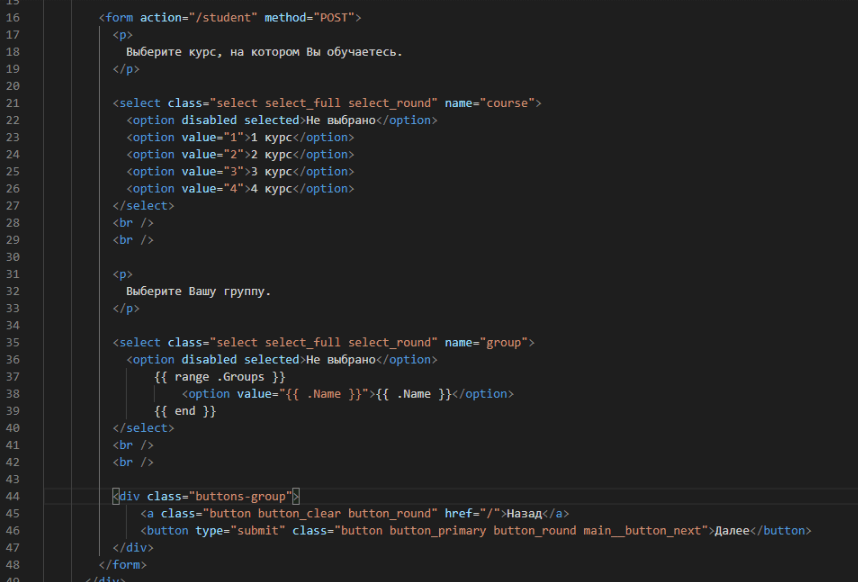 15
16 <form action="/student" method="POST">
17 <p>
18 Выберите курс, на котором Вы обучаетесь.
19 </p>
20
21 <select class="select select_full select_round" name="course">
22 <option disabled selected>Не выбрано</option>
23 <option value="1">1 курс</option>
24 <option value="2">2 курс</option>
25 <option value="3">3 курс</option>
26 <option value="4">4 курс</option>
27 </select>
28 <br />
29 <br />
30
31 <p>
32 Выберите Вашу группу.
33 </p>
34
35 <select class="select select_full select_round" name="group">
36 <option disabled selected>Не выбрано</option>
37 {{ range .Groups }}
38 <option value="{{ .Name }}">{{ .Name }}</option>
39 {{ end }}
40 </select>
41 <br />
42 <br />
43
44 <div class="buttons-group">
45 <a class="button button_clear button_round" href="/">Назад</a>
46 <button type="submit" class="button button_primary button_round main__button_next">Далее</button>
47 </div>
48 </form>
49 </div>